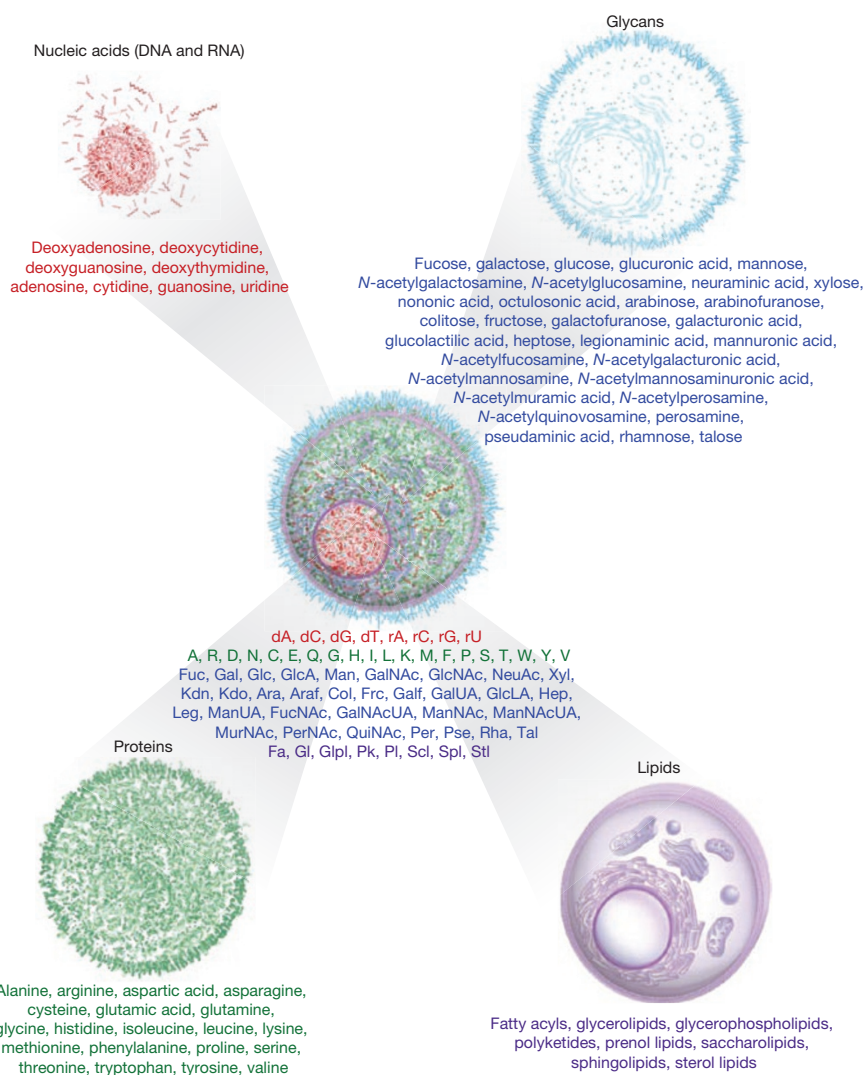 Glycans
Nucleic acids (DNA and RNA)
Deoxyadenosine, deoxycytidine,
deoxyguanosine, deoxythymidine,
adenosine, cytidine, guanosine, uridine
Fucose, galactose, glucose, glucuronic acid, mannose,
N-acetylgalactosamine, N-acetylglucosamine, neuraminic acid, xylose,
nononic acid, octulosonic acid, arabinose, arabinofuranose,
colitose, fructose, galactofuranose, galacturonic acid,
glucolactilic acid, heptose, legionaminic acid, mannuronic acid,
N-acetylfucosamine, N-acetylgalacturonic acid,
N-acetylmannosamine, N-acetylmannosaminuronic acid,
N-acetylmuramic acid, N-acetylperosamine,
N-acetylquinovosamine, perosamine,
pseudaminic acid, rhamnose, talose
dA, dC, dG, dT, rA, rC, rG, rU
A, R, D, N, C, E, Q, G, H, I, L, K, M, F, P, S, T, W, Y, V
Fuc, Gal, Glc, GlcA, Man, GalNAc, GlcNAc, NeuAc, Xyl,
Kdn, Kdo, Ara, Araf, Col, Frc, Galf, GalUA, GlcLA, Hep,
Leg, ManUA, FucNAc, GalNAcUA, ManNAc, ManNAcUA,
MurNAc, PerNAc, QuiNAc, Per, Pse, Rha, Tal
Fa, Gl, Glpl, Pk, Pl, Scl, Spl, Stl
Proteins
Lipids
Alanine, arginine, aspartic acid, asparagine,
cysteine, glutamic acid, glutamine,
glycine, histidine, isoleucine, leucine, lysine,
methionine, phenylalanine, proline, serine,
threonine, tryptophan, tyrosine, valine
Fatty acyls, glycerolipids, glycerophospholipids,
polyketides, prenol lipids, saccharolipids,
sphingolipids, sterol lipids